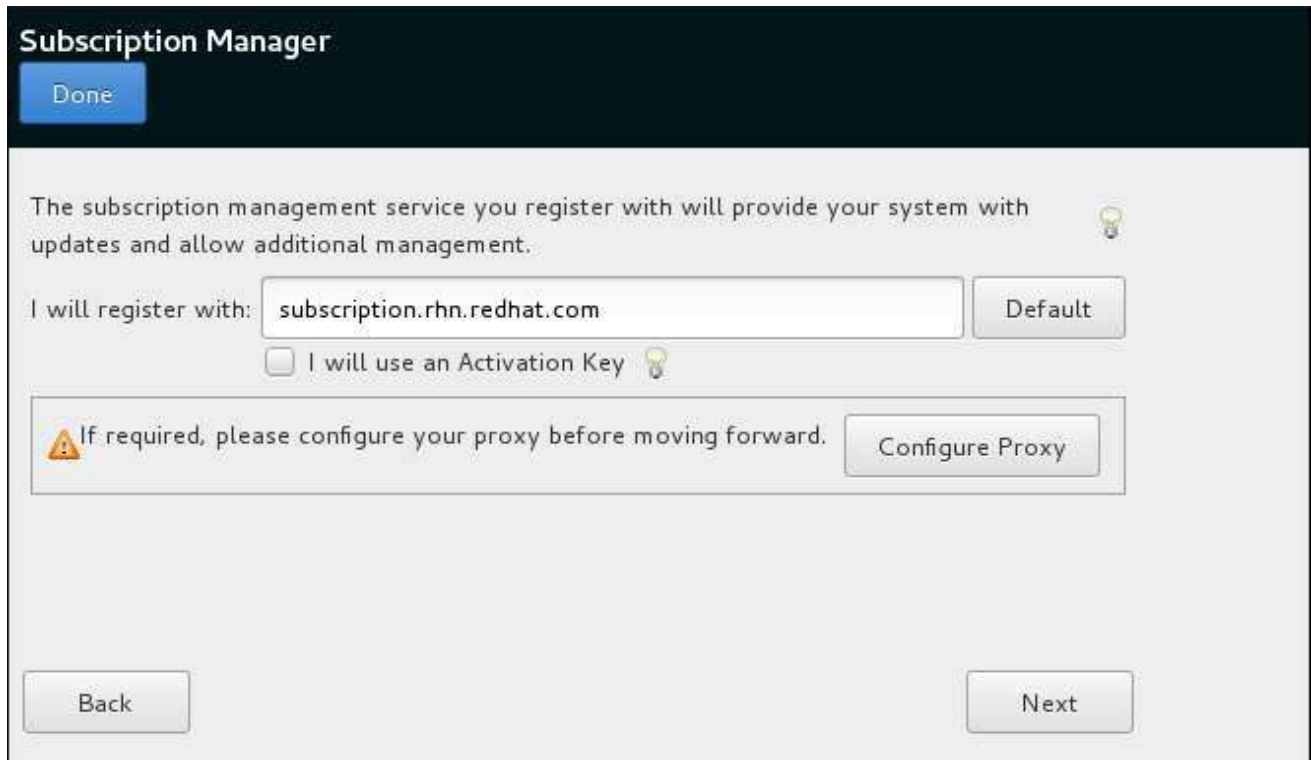 Subscription Manager
Done
The subscription management service you register with will provide your system with
updates and allow additional management.
I will register with: subscription.rhn.redhat.com Default
I will use an Activation Key
If required, please configure your proxy before moving forward. Configure Proxy
Back Next